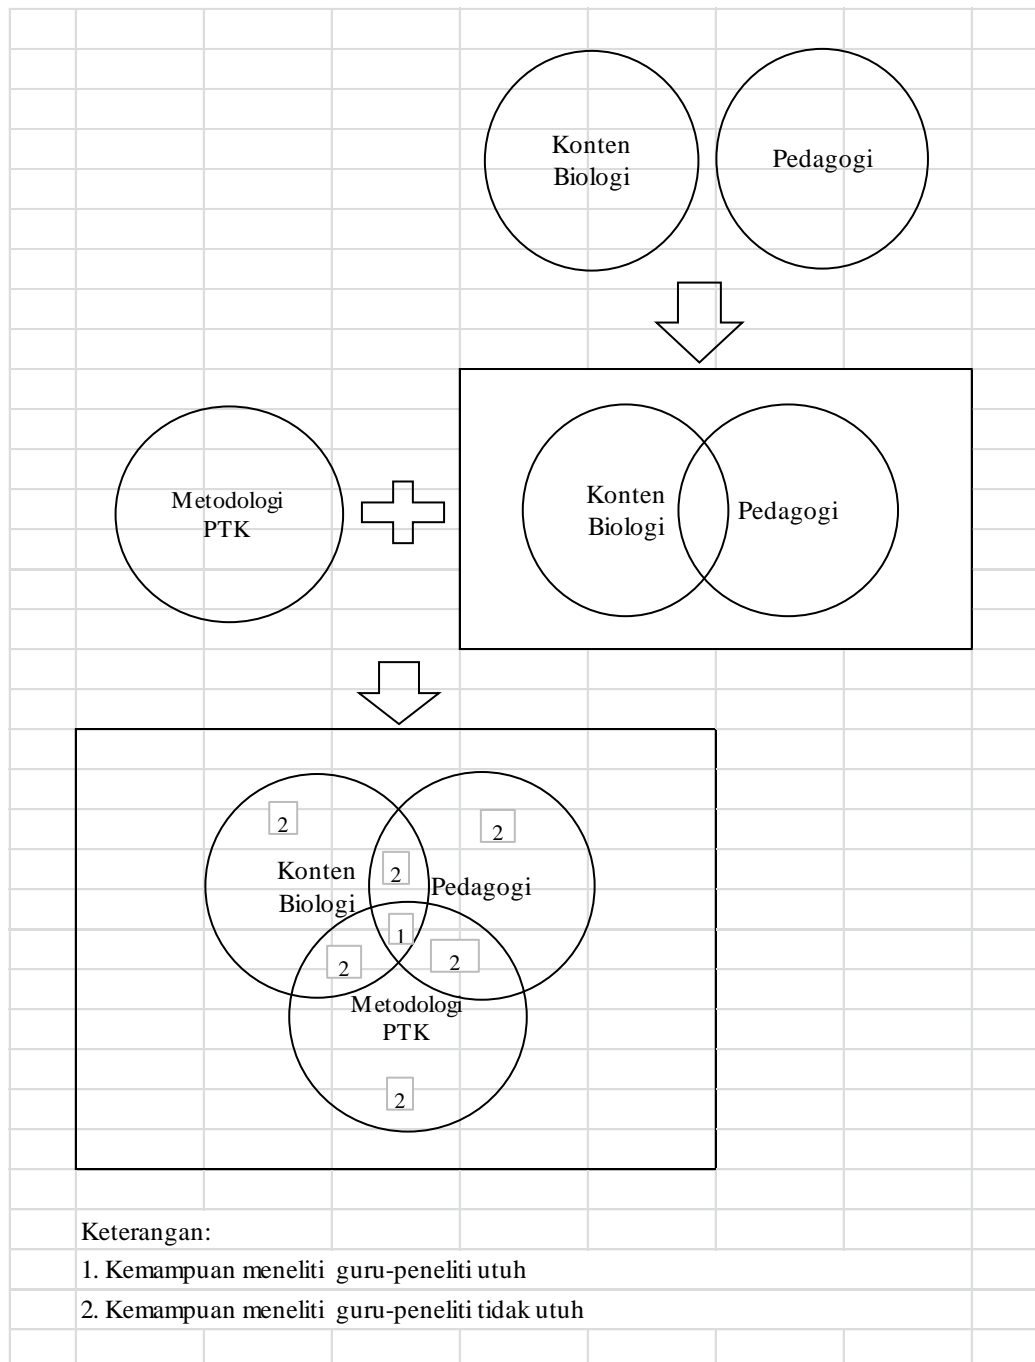 Konten
Biologi
Pedagogi
Metodologi
PTK
Konten
Biologi
Pedagogi
2
2
Konten
Biologi
2
Pedagogi
1
2
2
Metodologi
PTK
2
Keterangan:
1. Kemampuan meneliti guru-peneliti utuh
2. Kemampuan meneliti guru-peneliti tidak utuh